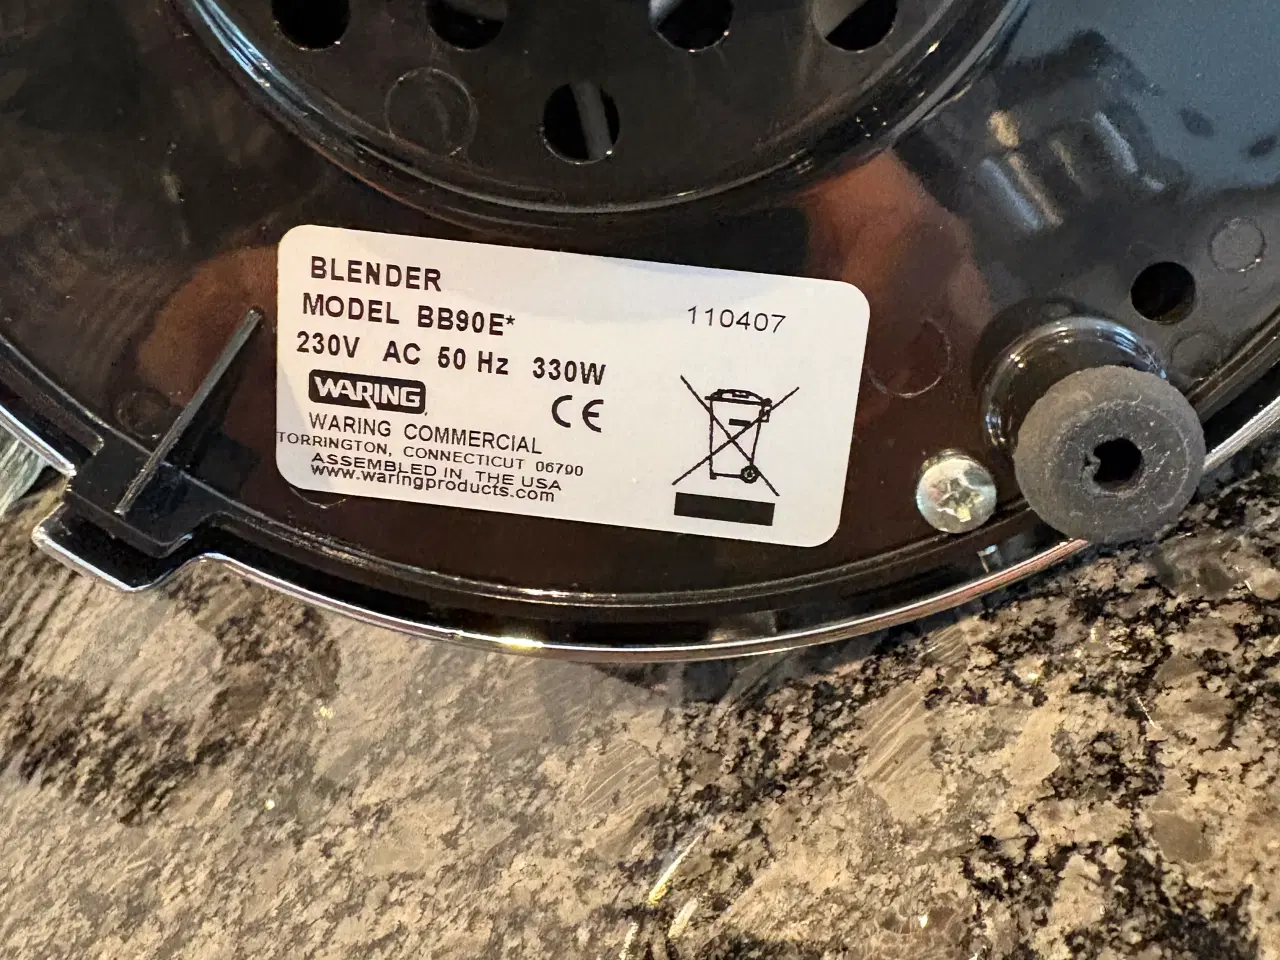 BLENDER
MODEL BB90E*
110407
230V AC 50 Hz 330W
WARING
CE
WARING COMMERCIAL
TORRINGTON, CONNECTICUT 06790
ASSEMBLED IN THE USA
www.waringproducts.com